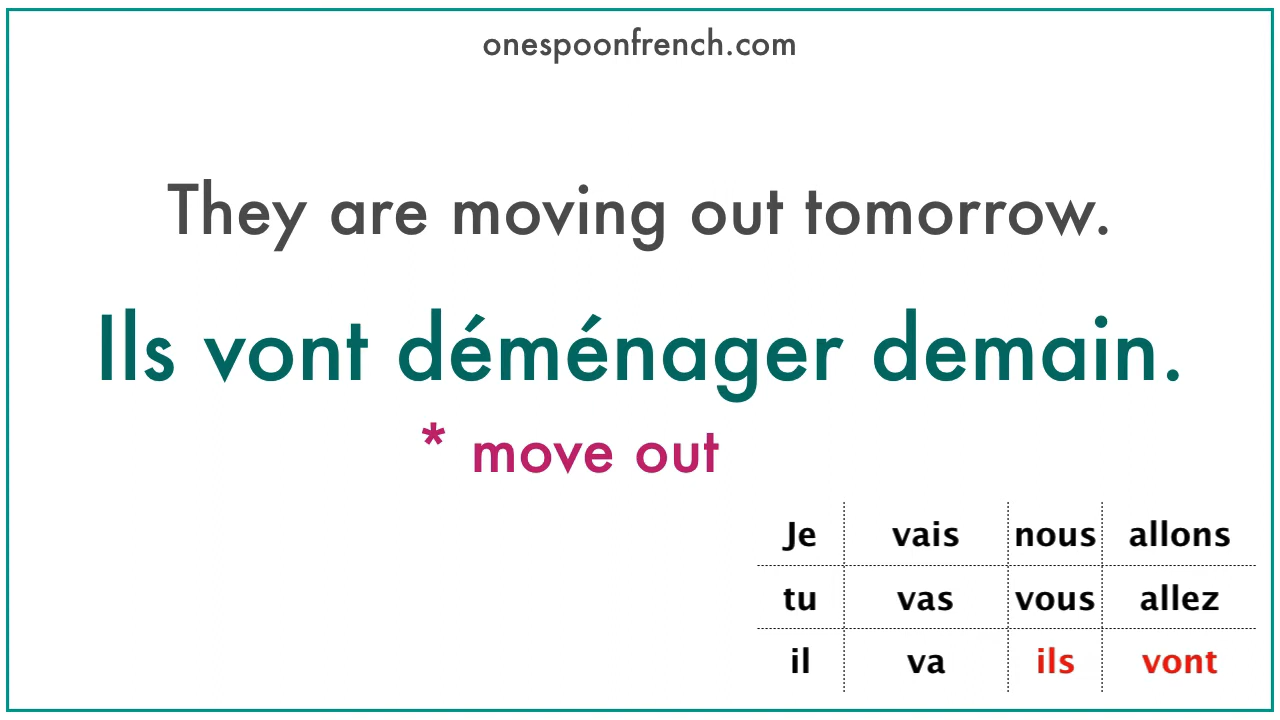 onespoonfrench.com
They are moving out tomorrow.
Ils vont déménager demain.
* move out
Je vais nous allons
tu vas vous allez
il va ils vont